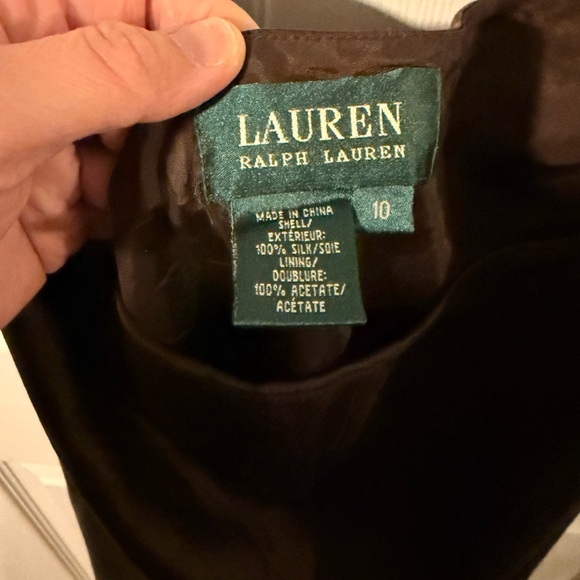 LAUREN
RALPH LAUREN
10
MADE IN CHINA
SHELL/
EXTÉRIEUR:
100% SILK/SOIE
LINING/
DOUBLURE:
100% ACETATE/
ACÉTATE